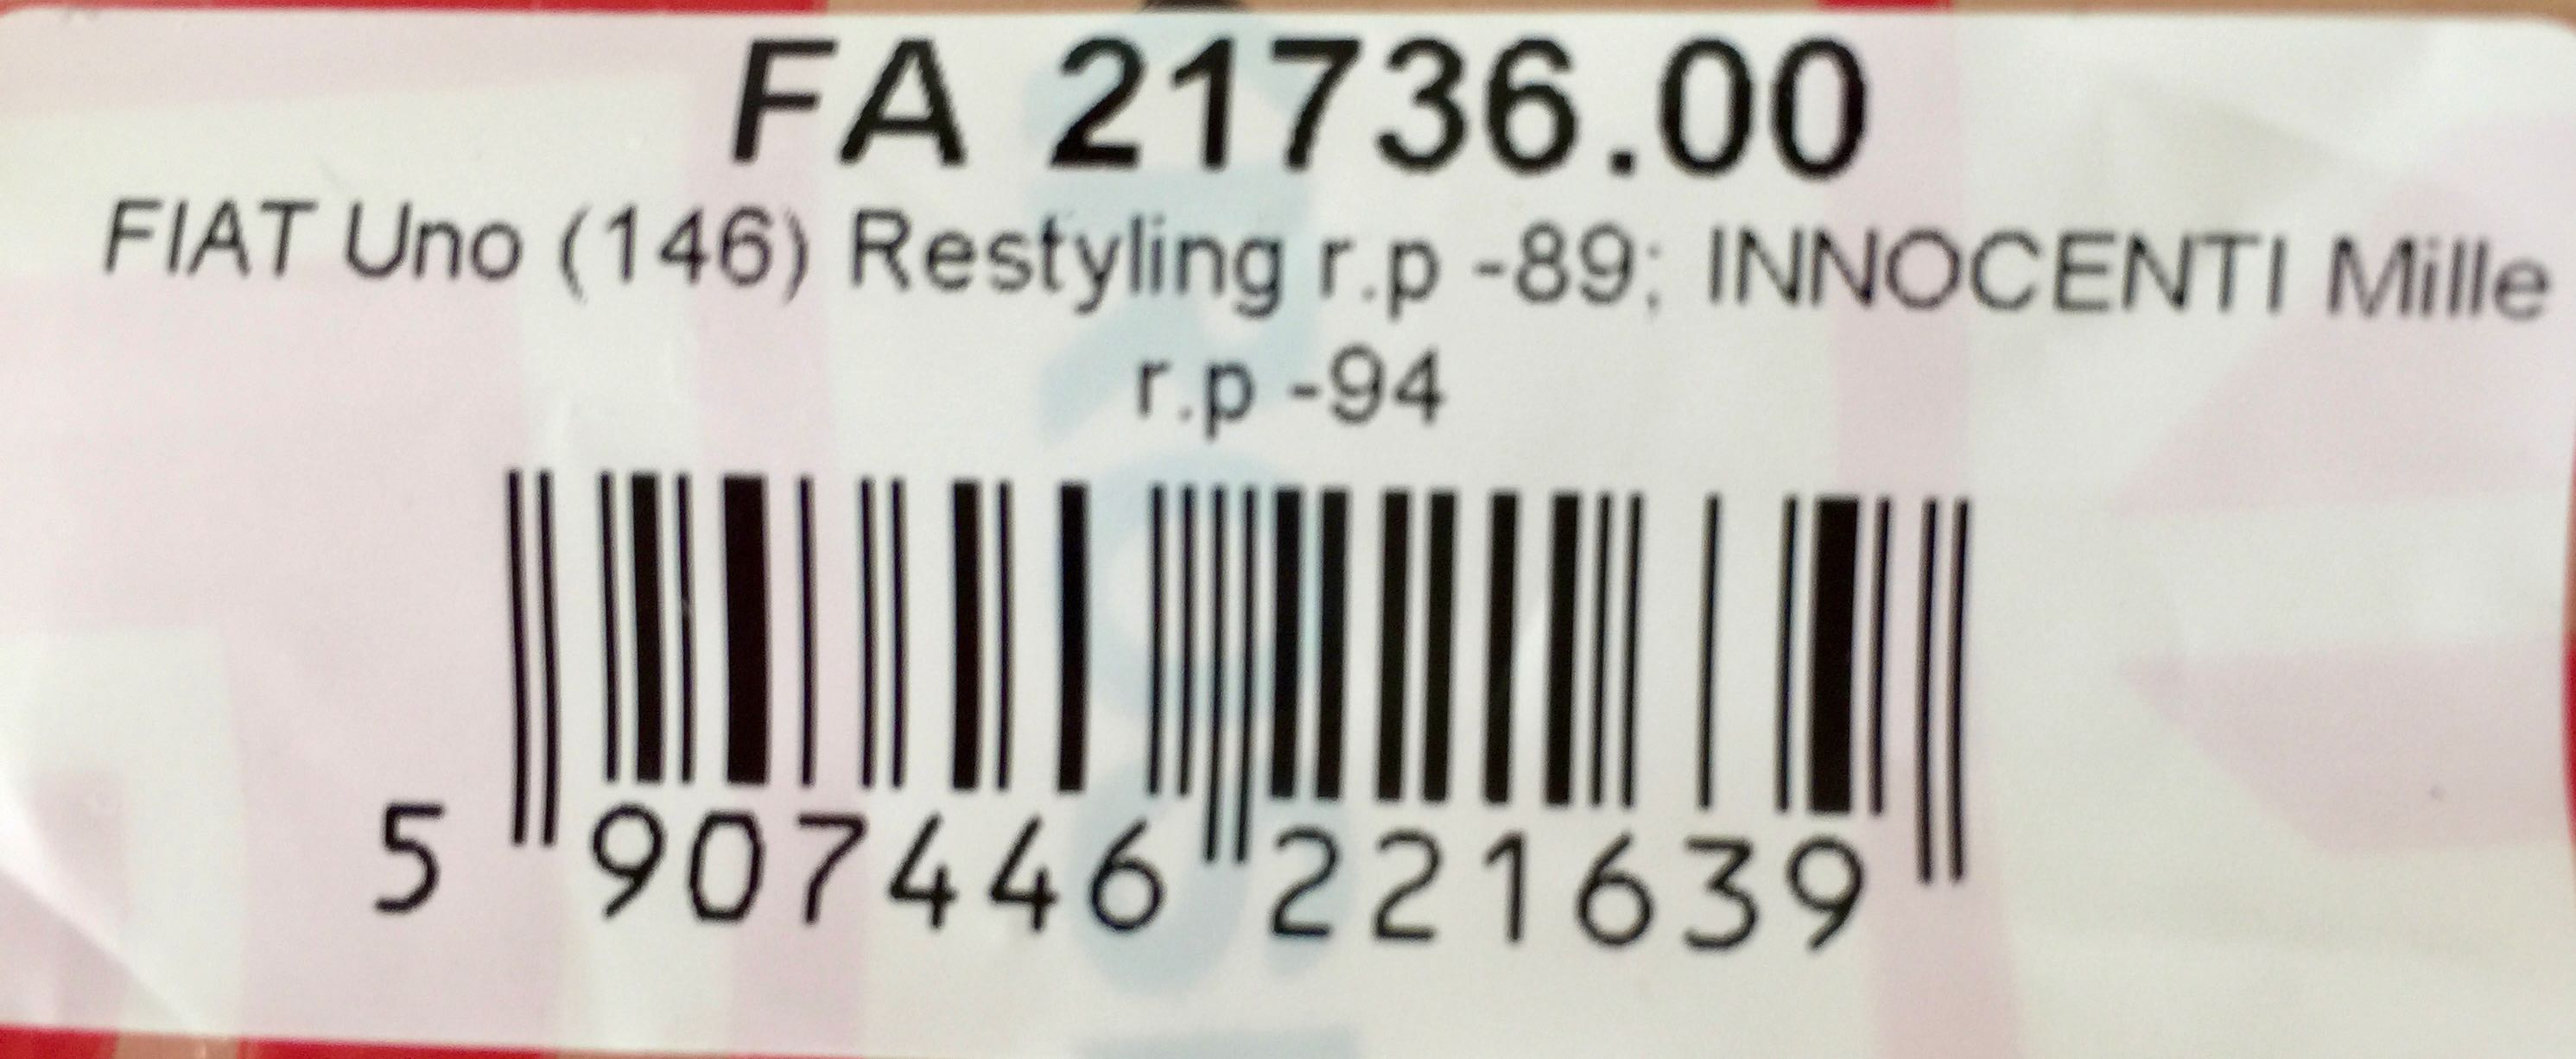 FA 21736.00
FIAT Uno (146) Restyling r.p -89; INNOCENTI Mille
r.p -94
5 907446 221639